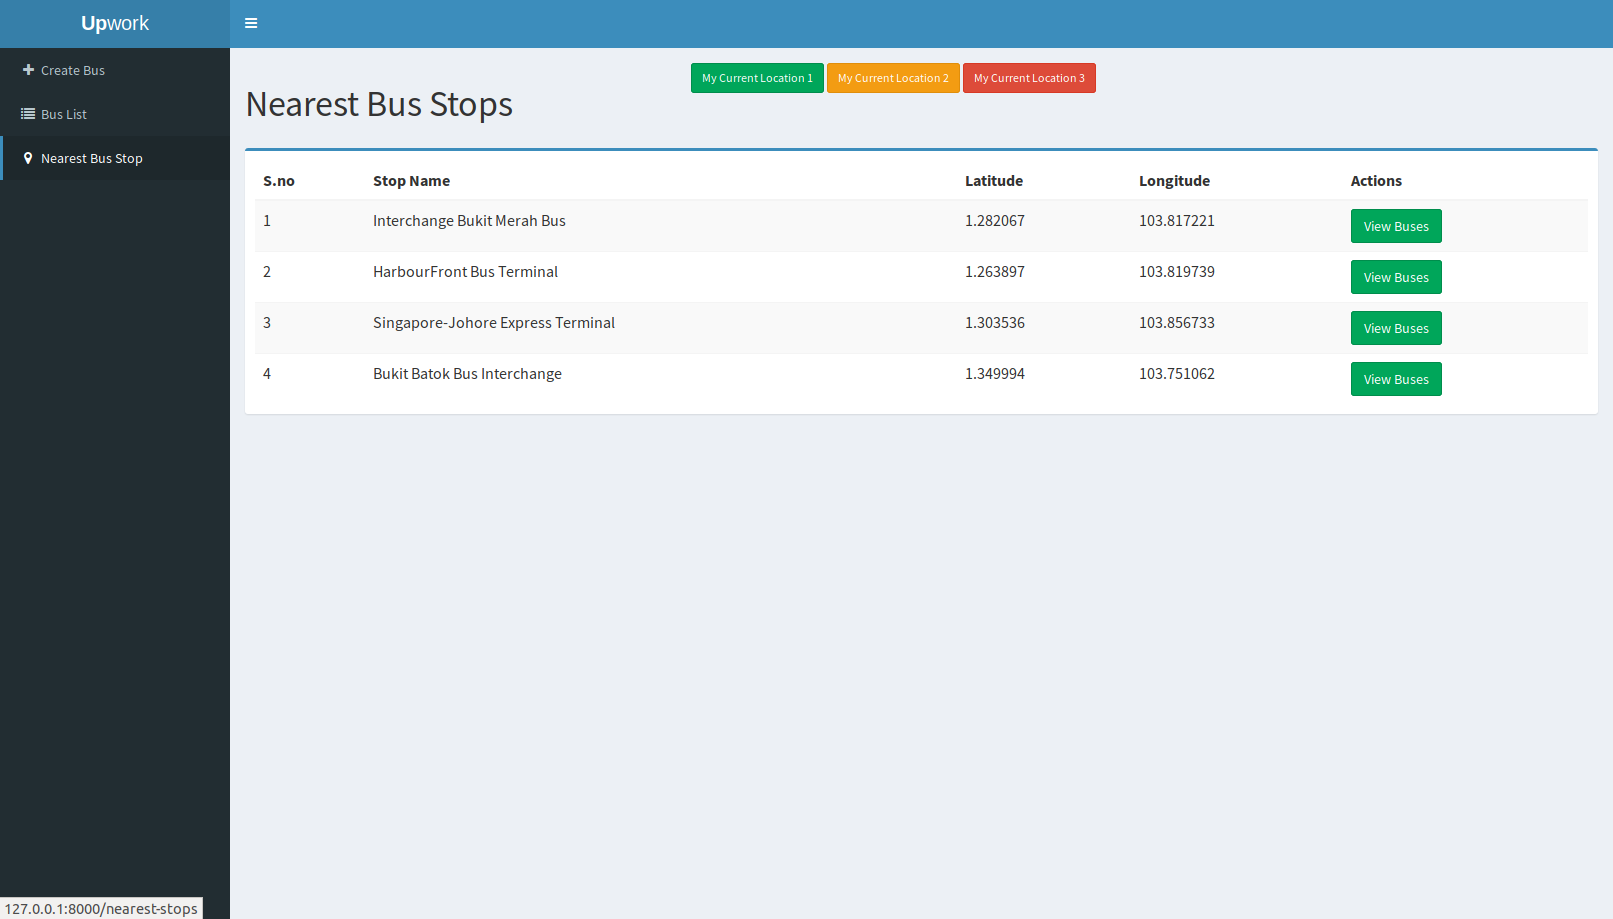 Upwork
Create Bus
Bus List
Nearest Bus Stop
My Current Location 1 My Current Location 2 My Current Location 3
Nearest Bus Stops
S.no Stop Name Latitude Longitude Actions
1 Interchange Bukit Merah Bus 1.282067 103.817221 View Buses
2 HarbourFront Bus Terminal 1.263897 103.819739 View Buses
3 Singapore-Johore Express Terminal 1.303536 103.856733 View Buses
4 Bukit Batok Bus Interchange 1.349994 103.751062 View Buses
127.0.0.1:8000/nearest-stops